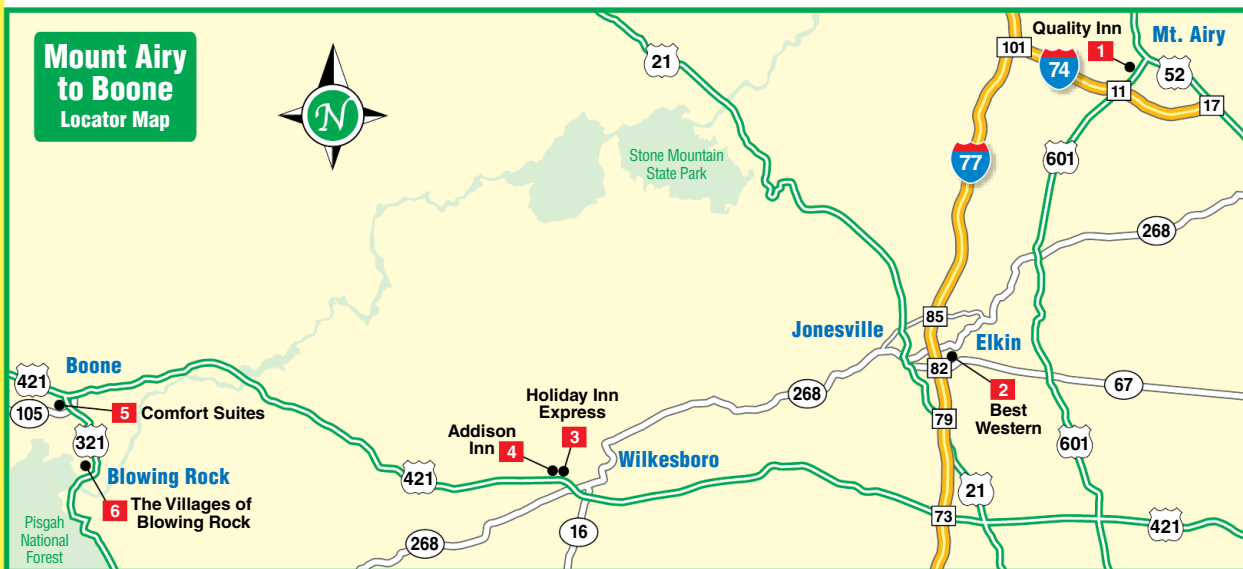 Mount Airy
to Boone
Locator Map
N
21
101
74
Quality Inn
1
Mt. Airy
52
11
17
77
601
Stone Mountain
State Park
268
85
Jonesville
Elkin
82
2
Best
Western
67
268
79
601
Boone
421
105
5 Comfort Suites
321
Blowing Rock
6 The Villages of
Blowing Rock
Pisgah
National
Forest
Holiday Inn
Express
3
Addison
Inn
4
Wilkesboro
421
268
16
21
73
421